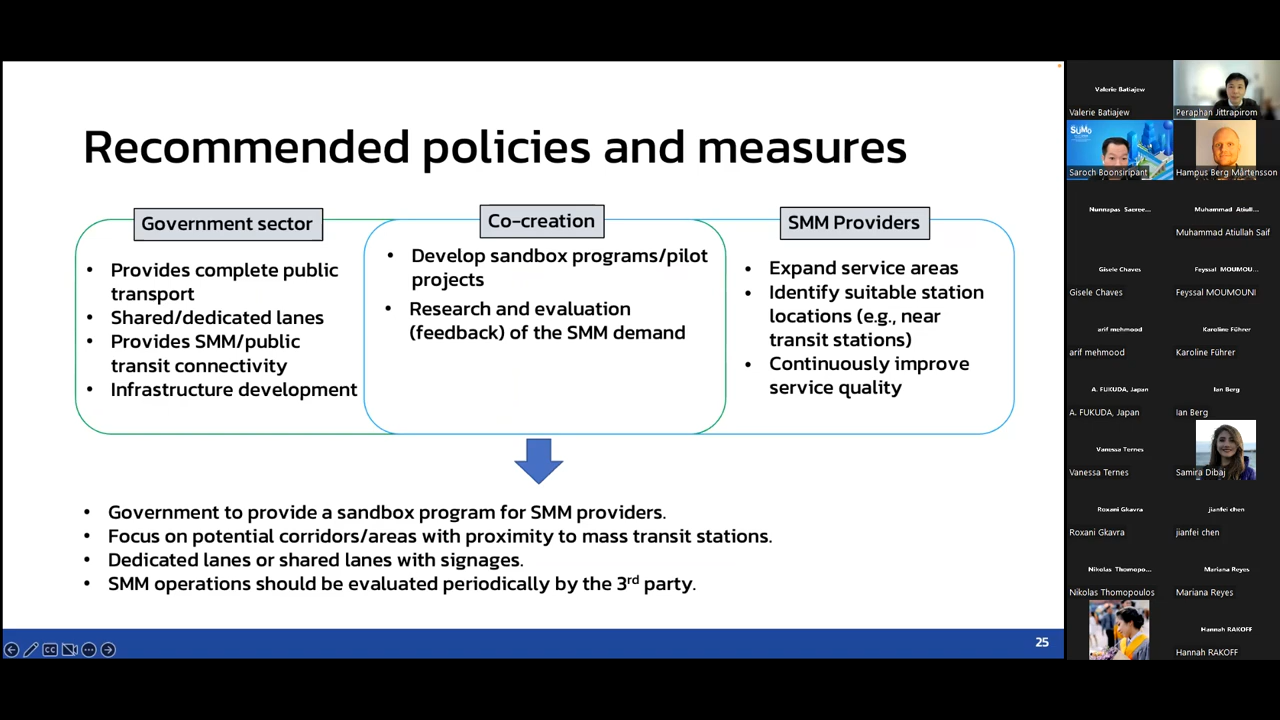 Recommended policies and measures
Government sector
Provides complete public
transport
Shared/dedicated lanes
Provides SMM/public
transit connectivity
Infrastructure development
Co-creation
Develop sandbox programs/pilot
projects
Research and evaluation
(feedback) of the SMM demand
SMM Providers
Expand service areas
Identify suitable station
locations (e.g., near
transit stations)
Continuously improve
service quality
Government to provide a sandbox program for SMM providers.
Focus on potential corridors/areas with proximity to mass transit stations.
Dedicated lanes or shared lanes with signages.
SMM operations should be evaluated periodically by the 3rd party.
CC
25
Valerie Batiajew
Valerie Batiajew
Peraphan Jittrapirom
SUMo
Saroch Boonsiripant
Hampus Berg Mårtensson
Nunnapas Saeree...
Muhammad Atiull...
Muhammad Atiullah Saif
Gisele Chaves
Gisele Chaves
Feyssal MOUMOU...
Feyssal MOUMOUNI
arif mehmood
arif mehmood
Karoline Führer
Karoline Führer
A. FUKUDA, Japan
A. FUKUDA, Japan
Ian Berg
Ian Berg
Vanessa Ternes
Vanessa Ternes
Samira Dibaj
Roxani Gkavra
Roxani Gkavra
jianfei chen
jianfei chen
Nikolas Thomopo...
Nikolas Thomopoulos
Mariana Reyes
Mariana Reyes
Hannah RAKOFF
Hannah RAKOFF